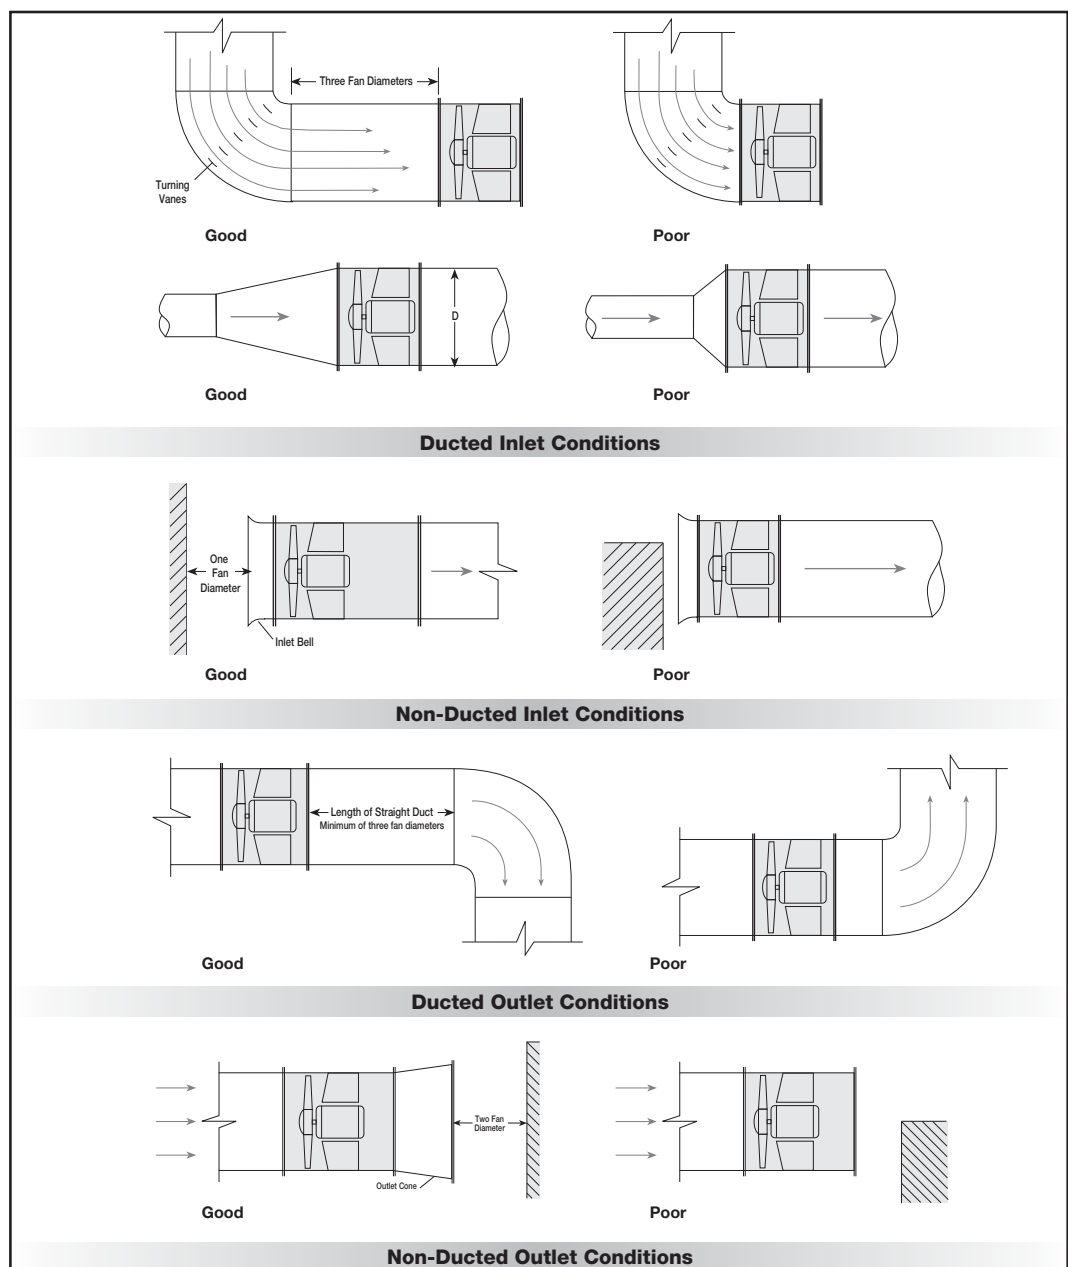 Three Fan Diameters
Turning
Vanes
Good
Poor
D
Good
Poor
Ducted Inlet Conditions
One
Fan
Diameter
Inlet Bell
Good
Poor
Non-Ducted Inlet Conditions
Length of Straight Duct
Minimum of three fan diameters
Good
Poor
Ducted Outlet Conditions
Two Fan
Diameter
Outlet Cone
Good
Poor
Non-Ducted Outlet Conditions